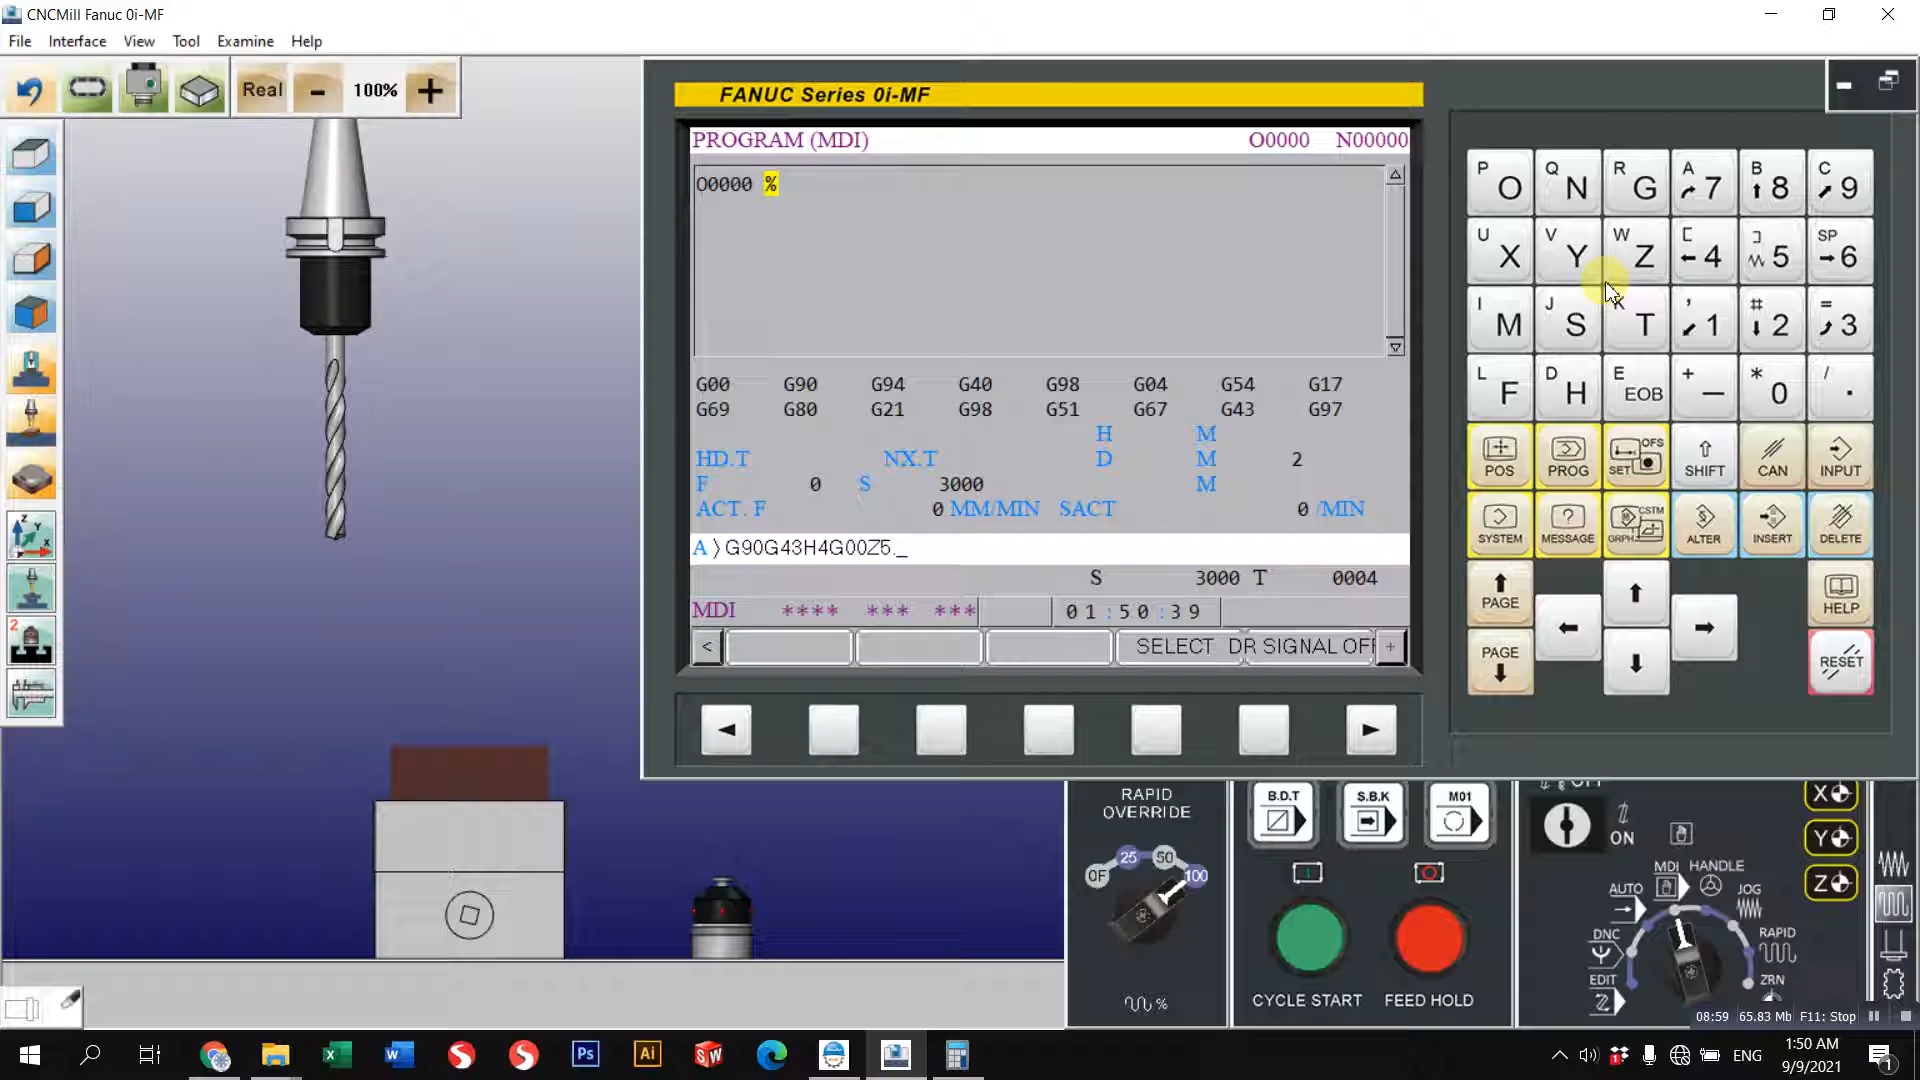 CNCMill Fanuc 0i-MF
File Interface View Tool Examine Help
Real - 100% +
FANUC Series 0i-MF
PROGRAM (MDI) O0000 N00000
O0000 %
G00 G90 G94 G40 G98 G04 G54 G17
G69 G80 G21 G98 G51 G67 G43 G97
H M
HD.T NX.T D M 2
F 0 S 3000 M
ACT. F 0 MM/MIN SACT 0 /MIN
A ⟩G90G43H4G00Z5._
S 3000 T 0004
MDI **** *** *** 01:50:39
< SELECT DR SIGNAL OFF +
P O Q N R G A 7 B 8 C 9
U X V Y W Z [ 4 ] 5 SP 6
I M J S K T , 1 # 2 = 3
L F D H E EOB + - * 0 / .
POS PROG OFS SET SHIFT CAN INPUT
SYSTEM MESSAGE CSTM GRPH ALTER INSERT DELETE
PAGE HELP
PAGE RESET
RAPID OVERRIDE
0F 25 50 100
%
B.D.T S.B.K M01
CYCLE START FEED HOLD
ON
X Y Z
EDIT DNC AUTO MDI HANDLE JOG RAPID ZRN
2
08:59 65.83 Mb F11: Stop
Ps Ai SW
ENG
1:50 AM
9/9/2021
1